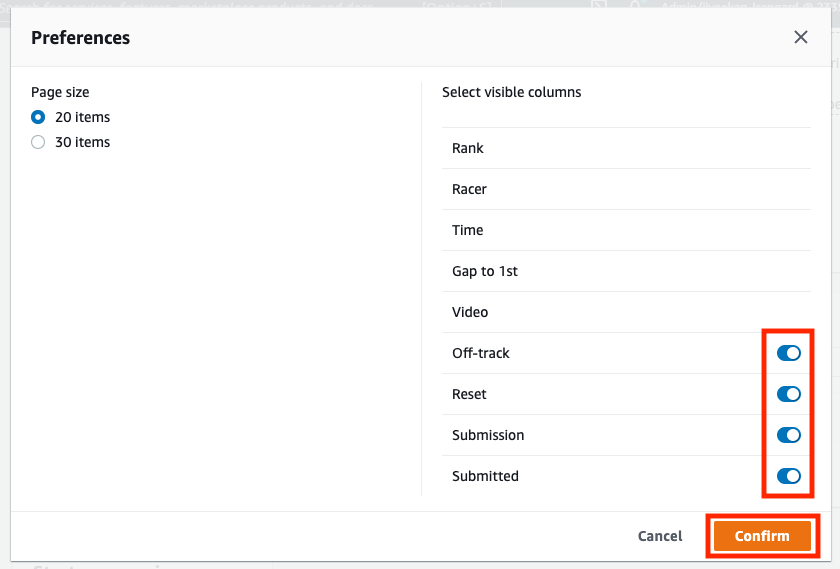 Preferences
Page size
20 items
30 items
Select visible columns
Rank
Racer
Time
Gap to 1st
Video
Off-track
Reset
Submission
Submitted
Cancel
Confirm